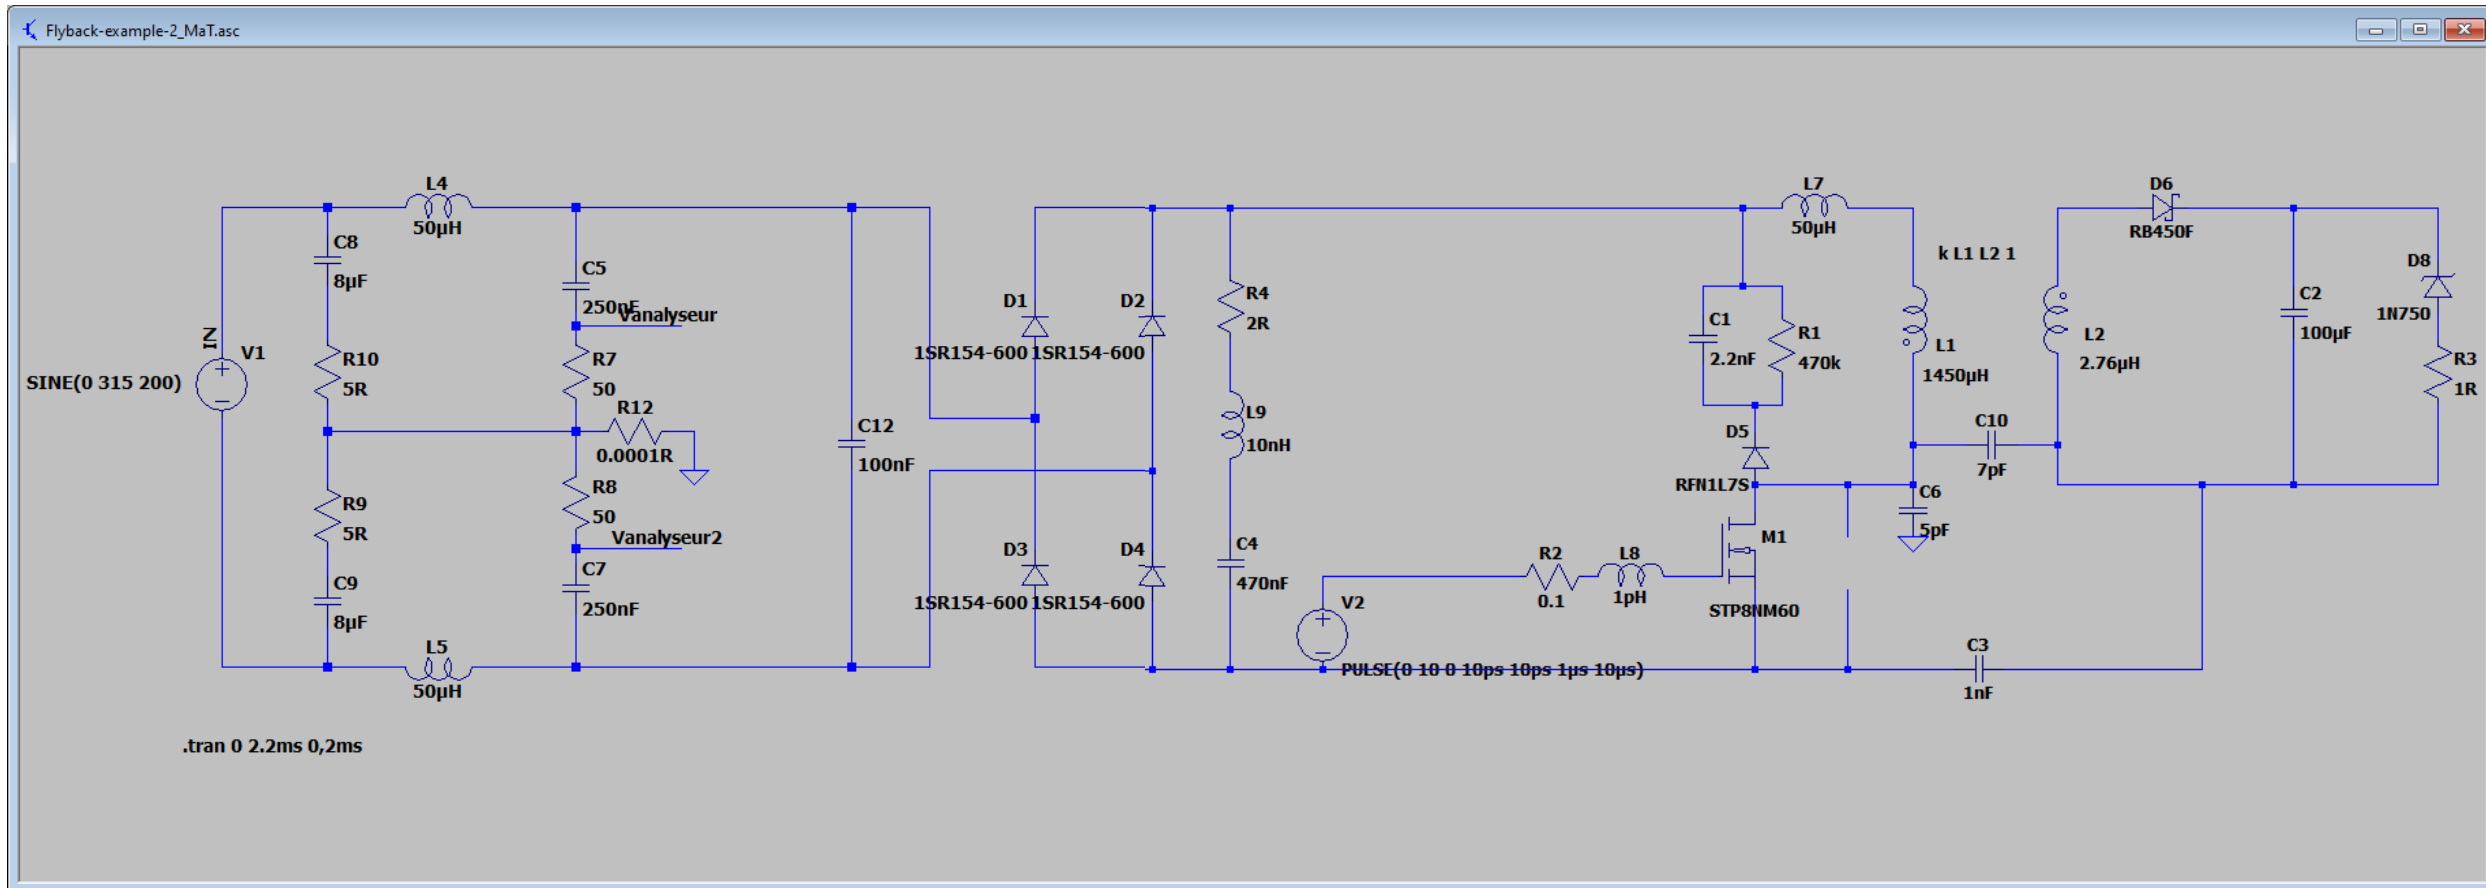 Flyback-example-2_MaT.asc
L4
50µH
C8
8µF
C5
250nF
Vanalyseur
IN
V1
SINE(0 315 200)
R10
5R
R7
50
R12
0.0001R
C12
100nF
R9
5R
R8
50
Vanalyseur2
C9
8µF
C7
250nF
L5
50µH
.tran 0 2.2ms 0,2ms
D1
1SR154-600
D2
1SR154-600
D3
1SR154-600
D4
1SR154-600
R4
2R
L9
10nH
C4
470nF
V2
PULSE(0 10 0 10ps 10ps 1µs 10µs)
R2
0.1
L8
1pH
M1
STP8NM60
C1
2.2nF
R1
470k
D5
RFN1L7S
L7
50µH
k L1 L2 1
L1
1450µH
L2
2.76µH
C10
7pF
C6
5pF
C3
1nF
D6
RB450F
C2
100µF
D8
1N750
R3
1R